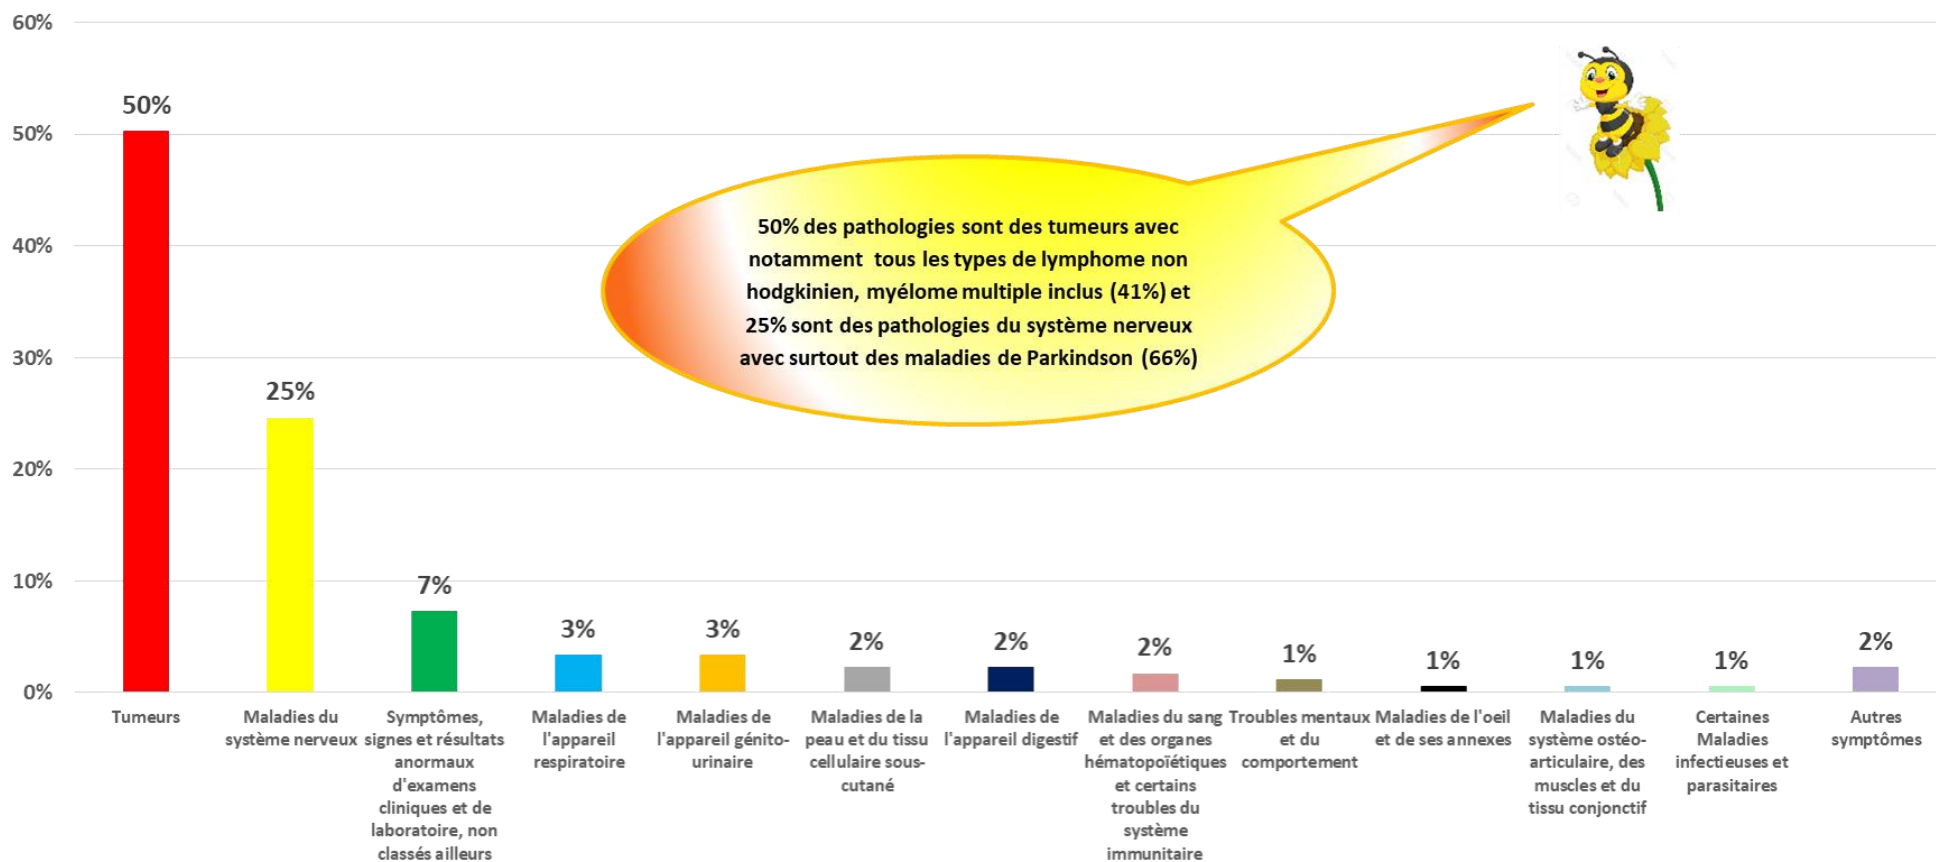 60%
50%
40%
30%
20%
10%
0%
50%
25%
7%
3%
3%
2%
2%
2%
1%
1%
1%
1%
2%
50% des pathologies sont des tumeurs avec
notamment tous les types de lymphome non
hodgkinien, myélome multiple inclus (41%) et
25% sont des pathologies du système nerveux
avec surtout des maladies de Parkindson (66%)
Tumeurs
Maladies du
système nerveux
Symptômes,
signes et résultats
anormaux
d'examens
cliniques et de
laboratoire, non
classés ailleurs
Maladies de
l'appareil
respiratoire
Maladies de
l'appareil génito-
urinaire
Maladies de la
peau et du tissu
cellulaire sous-
cutané
Maladies de
l'appareil digestif
Maladies du sang
et des organes
hématopoïétiques
et certains
troubles du
système
immunitaire
Troubles mentaux
et du
comportement
Maladies de l'oeil
et de ses annexes
Maladies du
système ostéo-
articulaire, des
muscles et du
tissu conjonctif
Certaines
Maladies
infectieuses et
parasitaires
Autres
symptômes